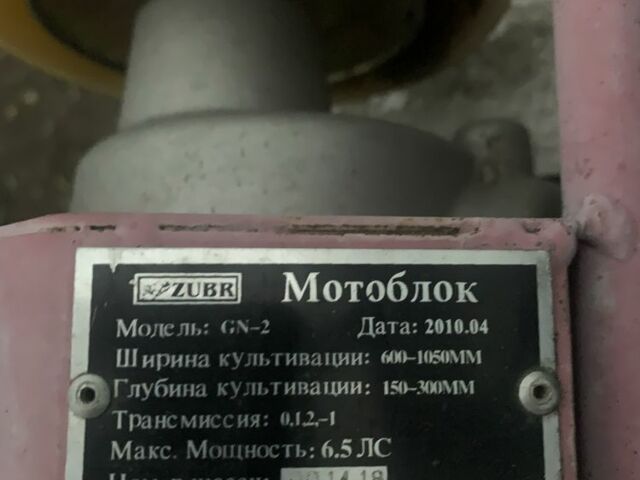 ZUBR Мотоблок
Модель: GN-2 Дата: 2010.04
Ширина культивации: 600-1050ММ
Глубина культивации: 150-300ММ
Трансмиссия: 0,1,2,-1
Макс. Мощность: 6.5 ЛС